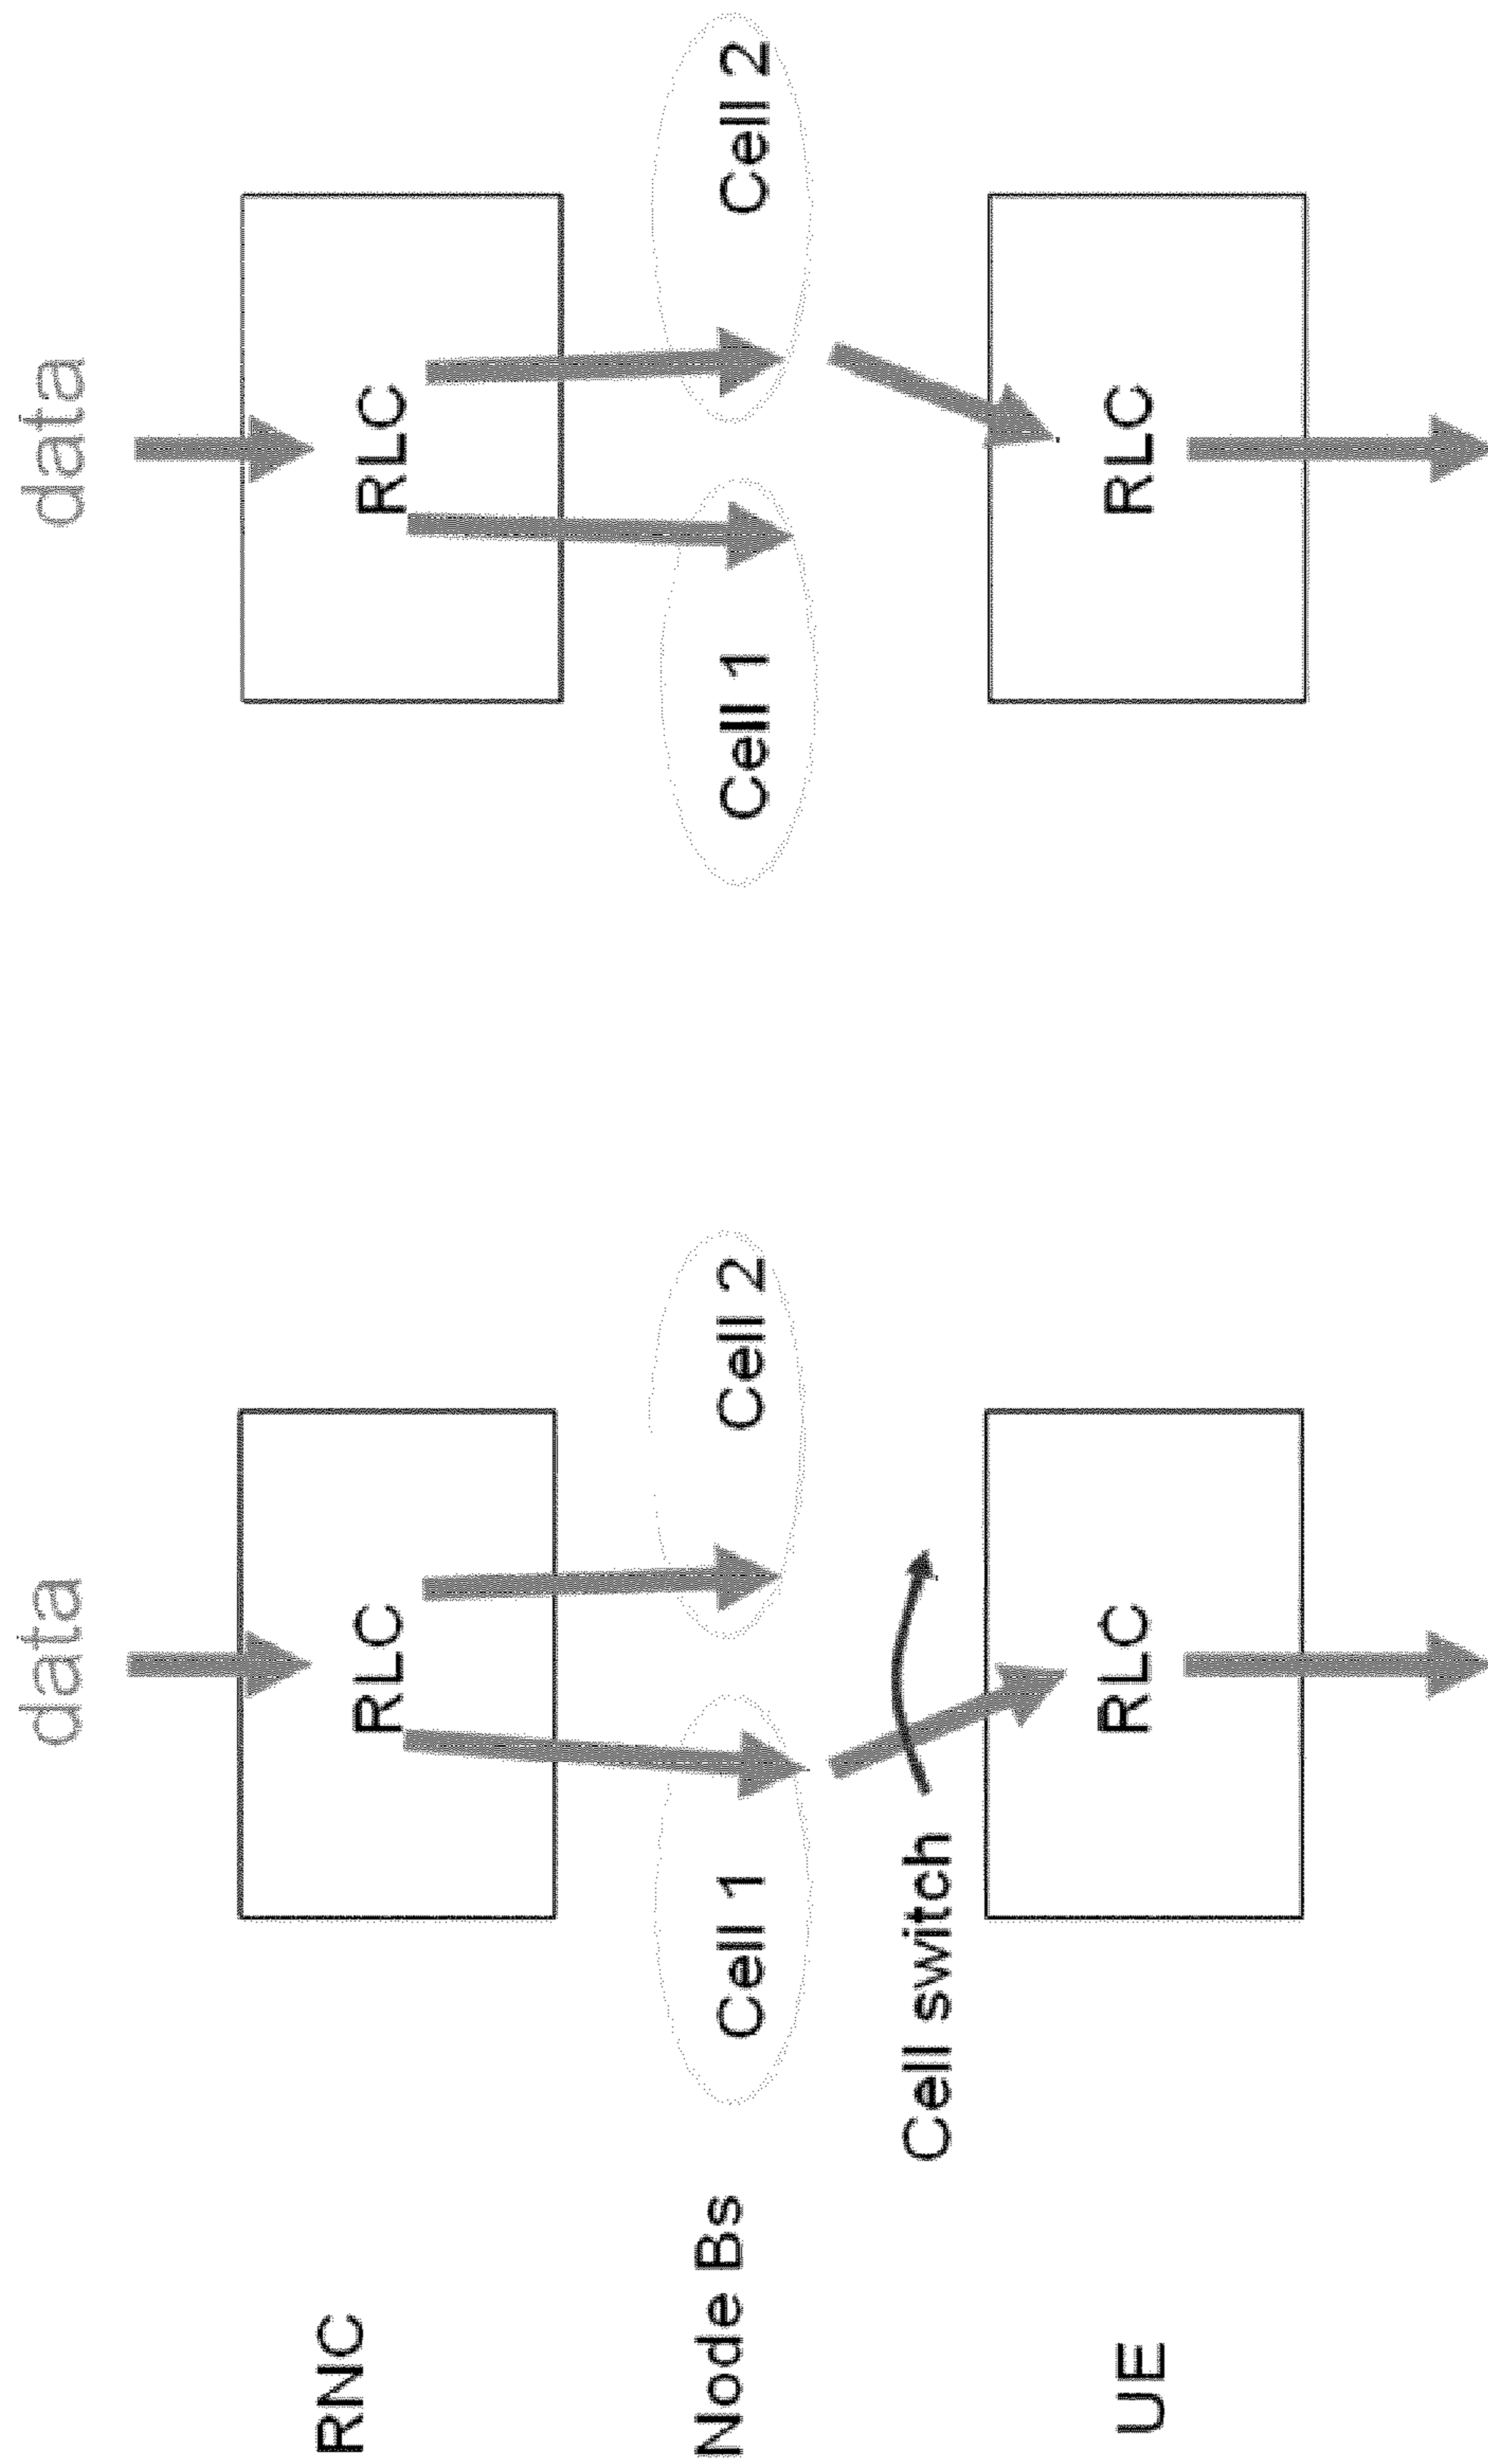 data
data
RNC
RLC
RLC
Node Bs
Cell 1
Cell 2
Cell 1
Cell 2
Cell switch
UE
RLC
RLC